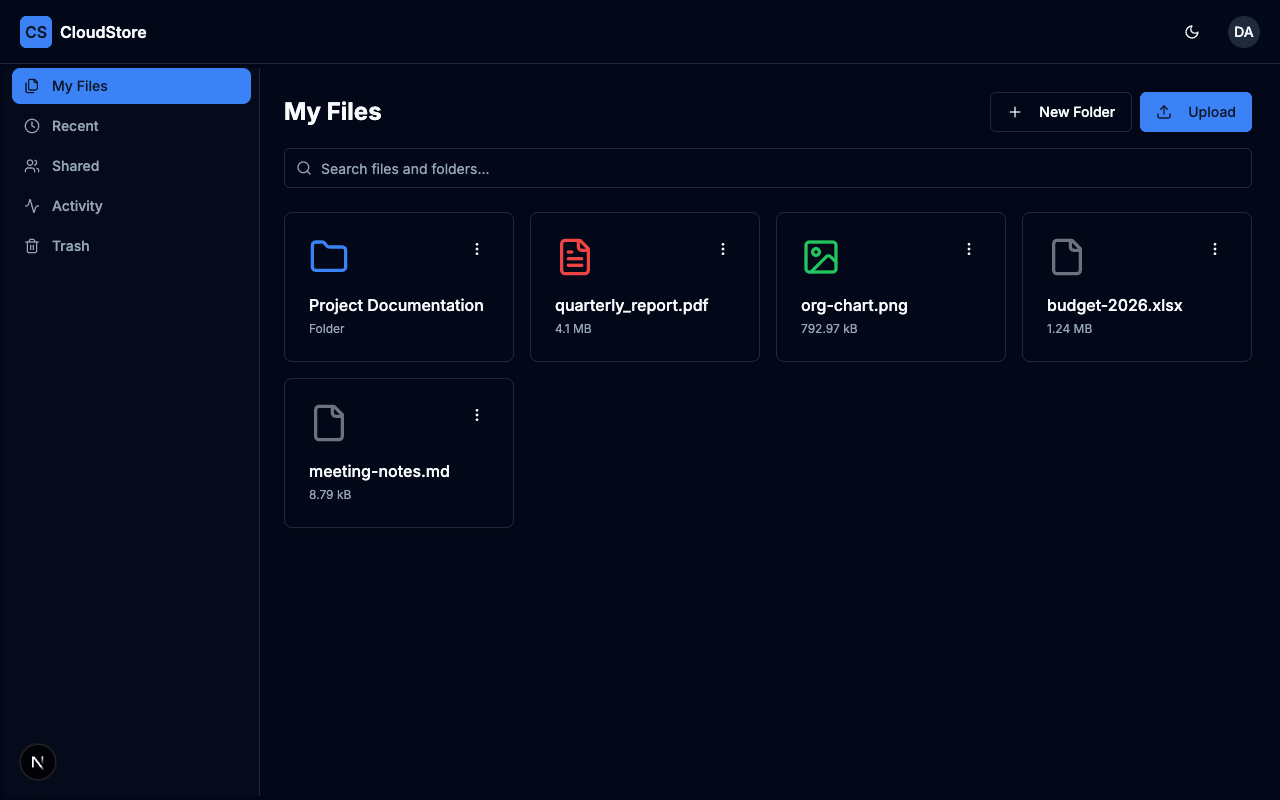 CS CloudStore
DA
My Files
Recent
Shared
Activity
Trash
My Files
New Folder
Upload
Search files and folders...
Project Documentation
Folder
quarterly_report.pdf
4.1 MB
org-chart.png
792.97 kB
budget-2026.xlsx
1.24 MB
meeting-notes.md
8.79 kB
N